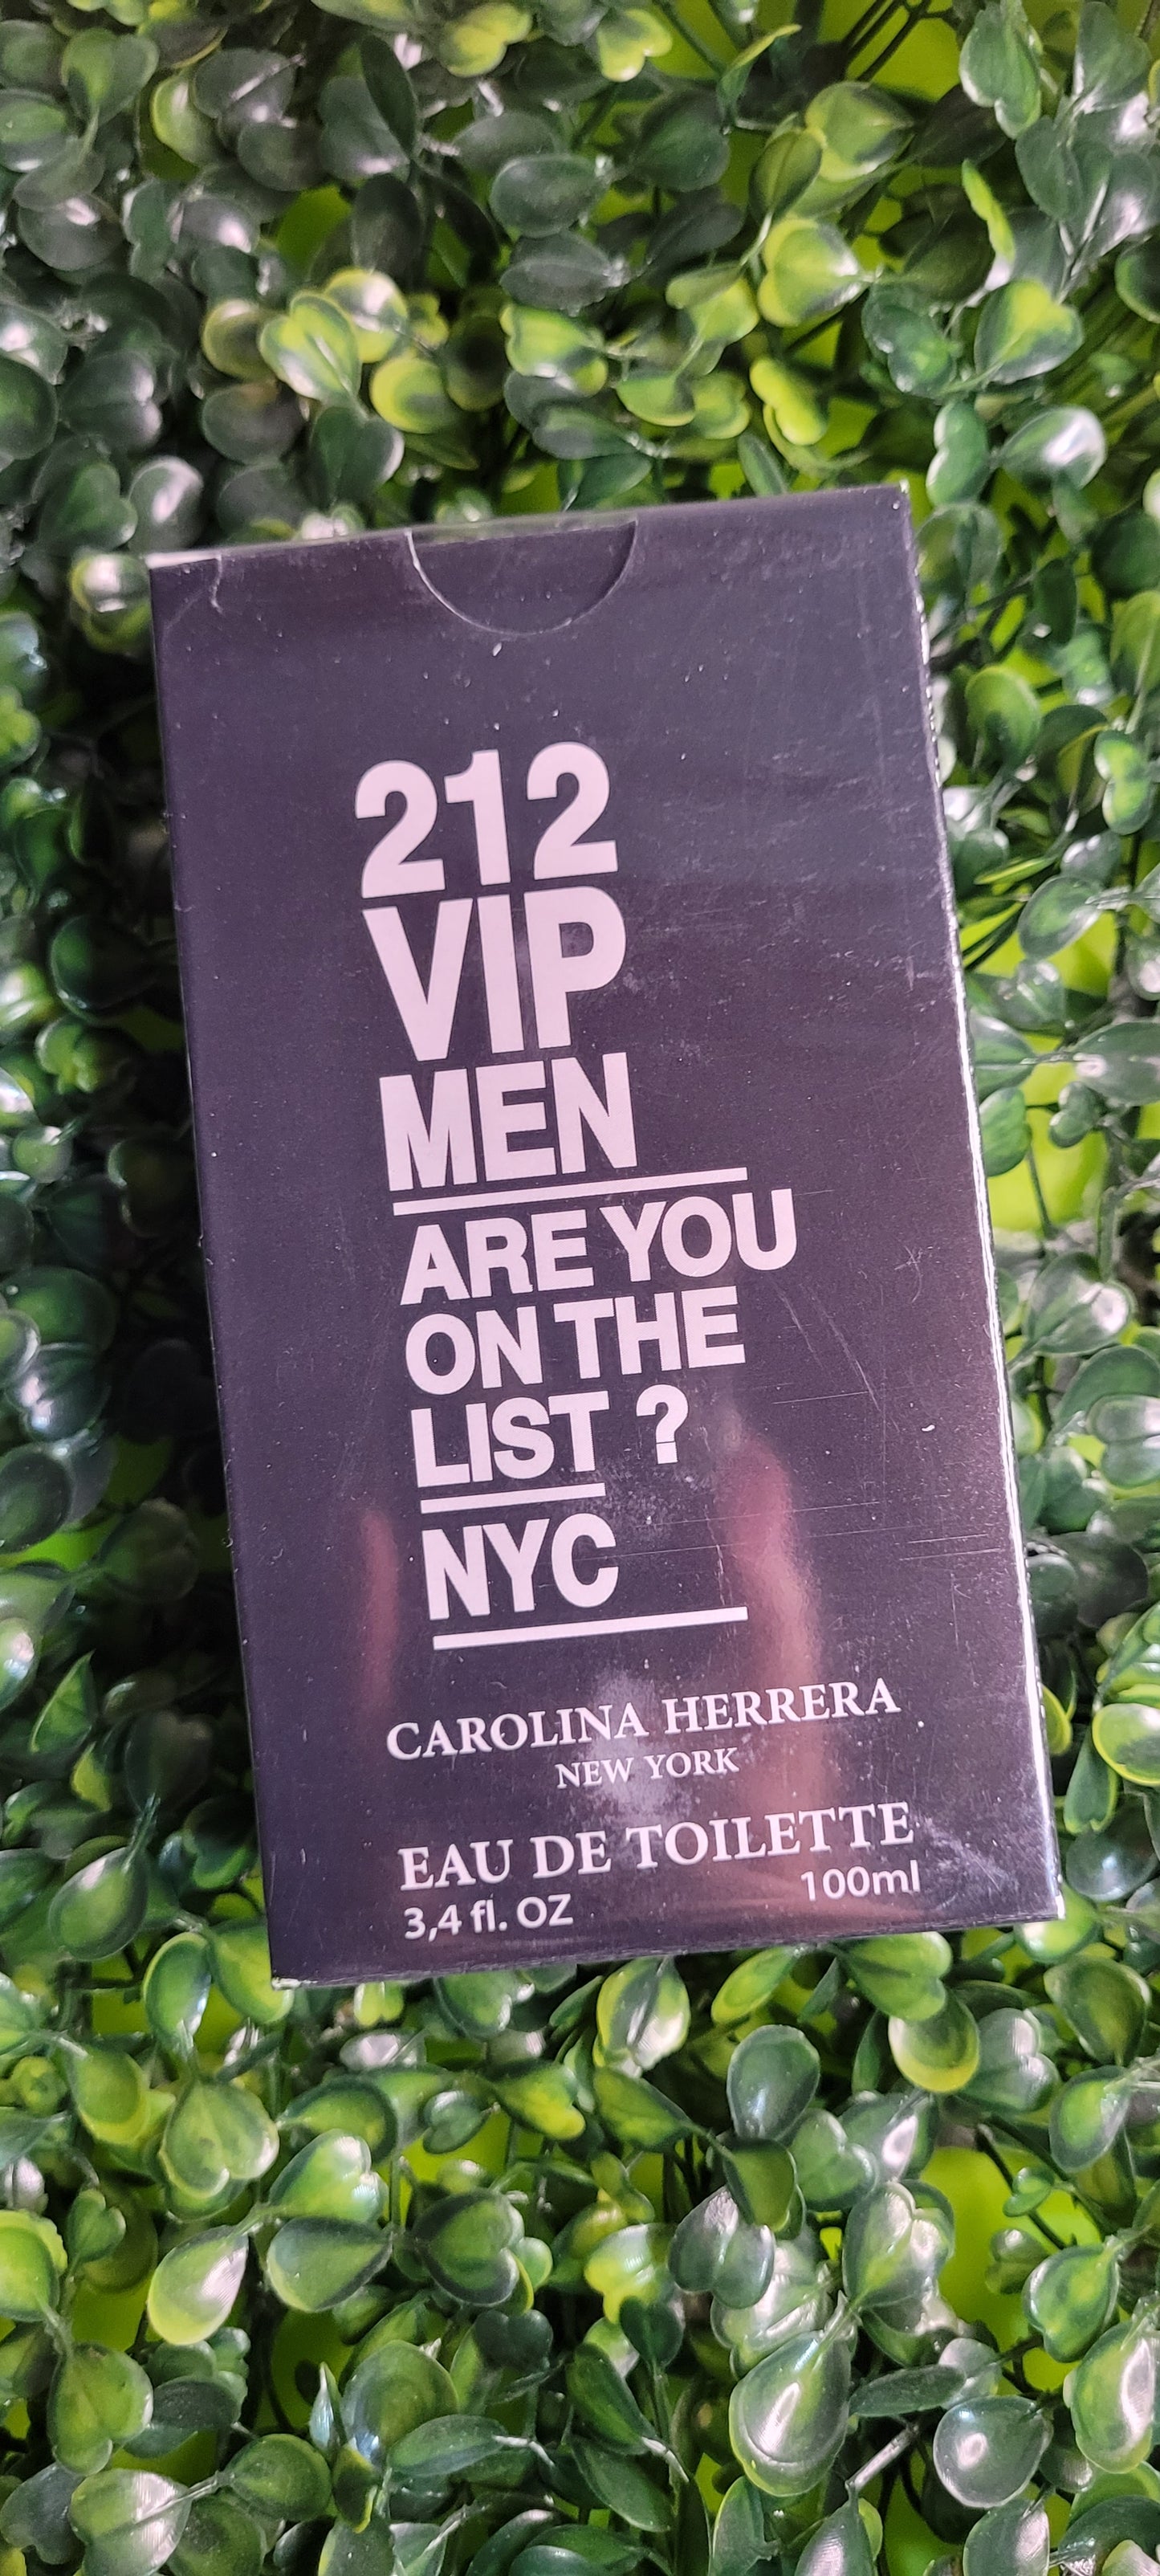 212
VIP
MEN
ARE YOU
ON THE
LIST ?
NYC
CAROLINA HERRERA
NEW YORK
EAU DE TOILETTE
3,4 fl. OZ 100ml